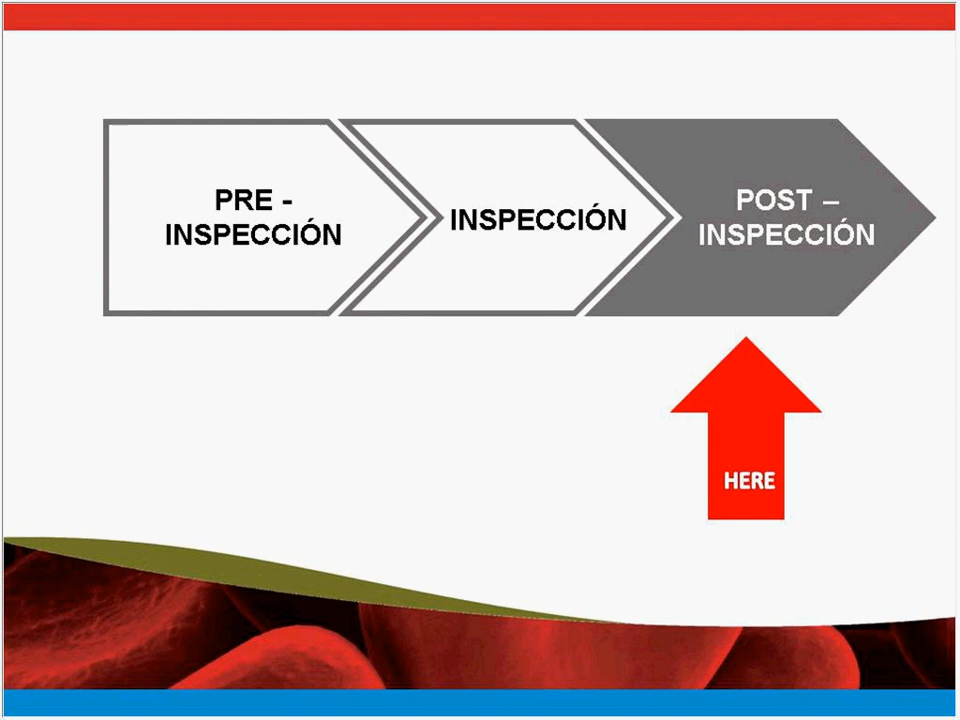 PRE -
INSPECCIÓN
INSPECCIÓN
POST –
INSPECCIÓN
HERE